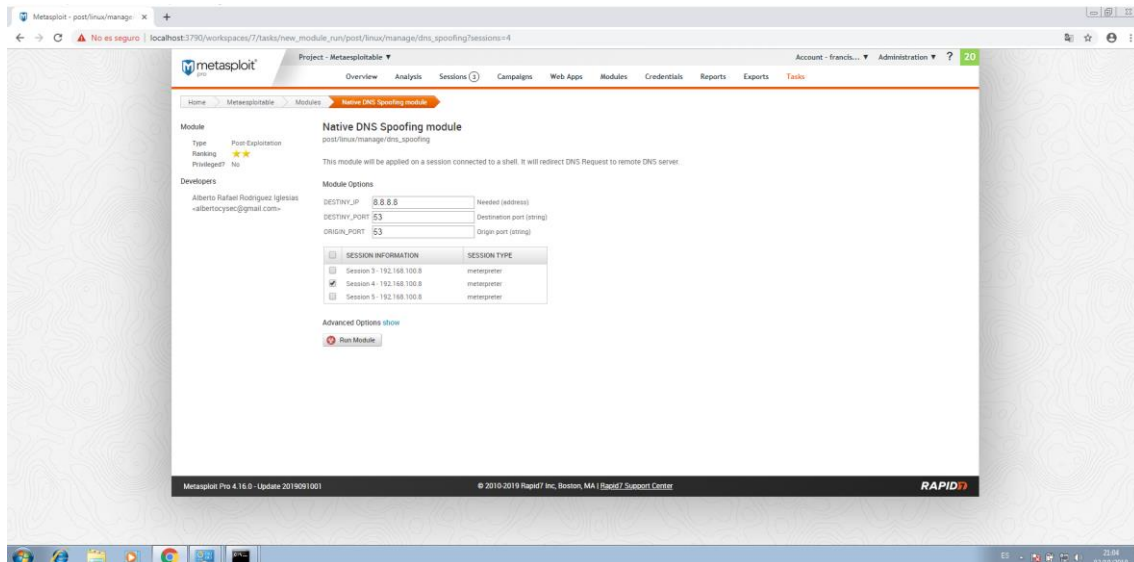 Metasploit - post/linux/manage
No es seguro | localhost:3790/workspaces/7/tasks/new_module_run/post/linux/manage/dns_spoofing?sessions=4
metasploit
pro
Project - Metaesploitable ▼
Account - francis... ▼ Administration ▼ ? 20
Overview Analysis Sessions 3 Campaigns Web Apps Modules Credentials Reports Exports Tasks
Home Metaesploitable Modules Native DNS Spoofing module
Module
Type Post-Exploitation
Ranking
Privileged? No
Developers
Alberto Rafael Rodriguez Iglesias
<albertocysec@gmail.com>
Native DNS Spoofing module
post/linux/manage/dns_spoofing
This module will be applied on a session connected to a shell. It will redirect DNS Request to remote DNS server.
Module Options
DESTINY_IP 8.8.8.8 Needed (address)
DESTINY_PORT 53 Destination port (string)
ORIGIN_PORT 53 Origin port (string)
SESSION INFORMATION SESSION TYPE
Session 3 - 192.168.100.8 meterpreter
Session 4 - 192.168.100.8 meterpreter
Session 5 - 192.168.100.8 meterpreter
Advanced Options show
Run Module
Metasploit Pro 4.16.0 - Update 2019091001
© 2010-2019 Rapid7 Inc, Boston, MA | Rapid7 Support Center
RAPID7
ES
21:04